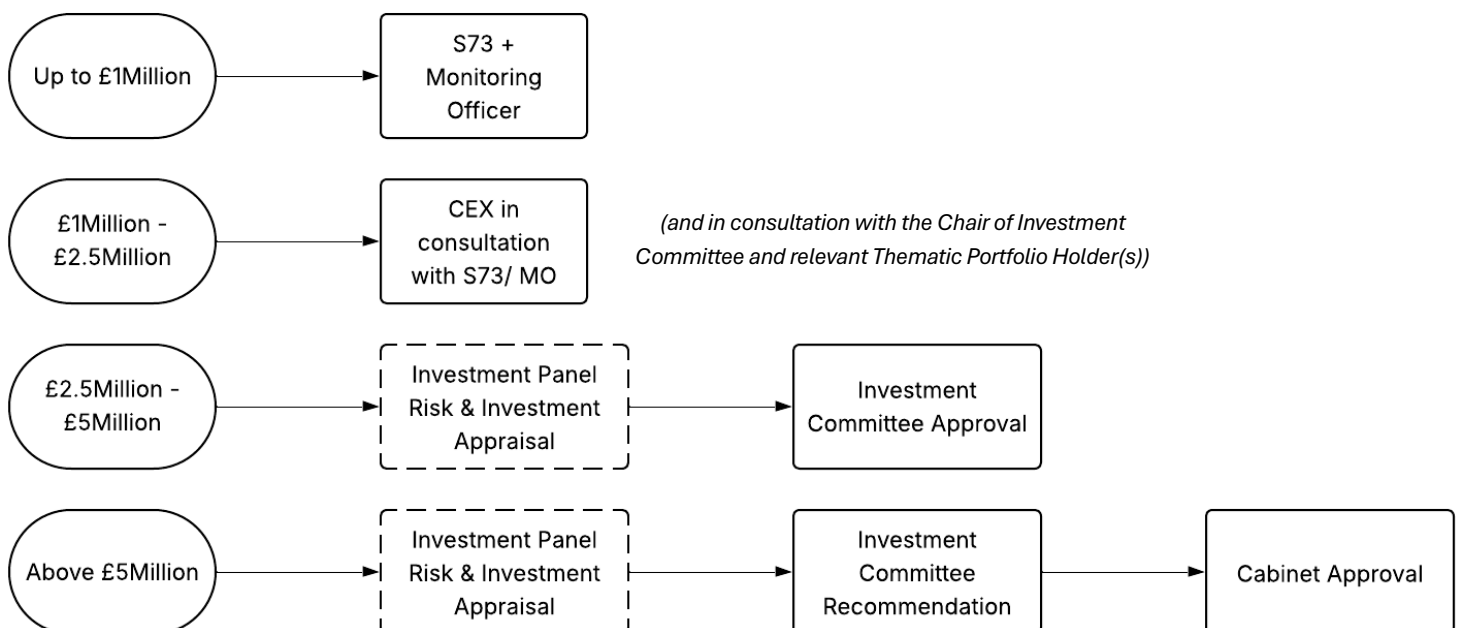 Up to £1Million
S73 +
Monitoring
Officer
£1Million -
£2.5Million
CEX in
consultation
with S73/ MO
(and in consultation with the Chair of Investment
Committee and relevant Thematic Portfolio Holder(s))
£2.5Million -
£5Million
Investment Panel
Risk & Investment
Appraisal
Investment
Committee Approval
Above £5Million
Investment Panel
Risk & Investment
Appraisal
Investment
Committee
Recommendation
Cabinet Approval